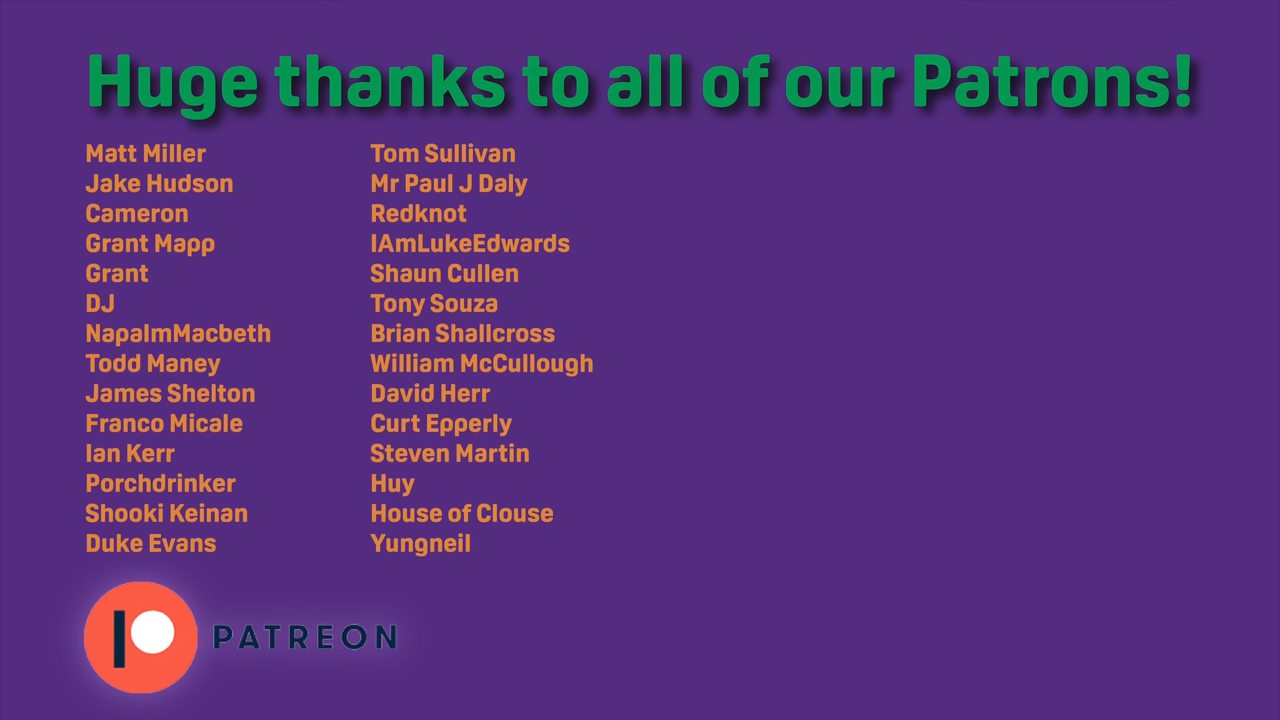 Huge thanks to all of our Patrons!
Matt Miller
Jake Hudson
Cameron
Grant Mapp
Grant
DJ
NapalmMacbeth
Todd Maney
James Shelton
Franco Micale
Ian Kerr
Porchdrinker
Shooki Keinan
Duke Evans
Tom Sullivan
Mr Paul J Daly
Redknot
IAmLukeEdwards
Shaun Cullen
Tony Souza
Brian Shallcross
William McCullough
David Herr
Curt Epperly
Steven Martin
Huy
House of Clouse
Yungneil
PATREON